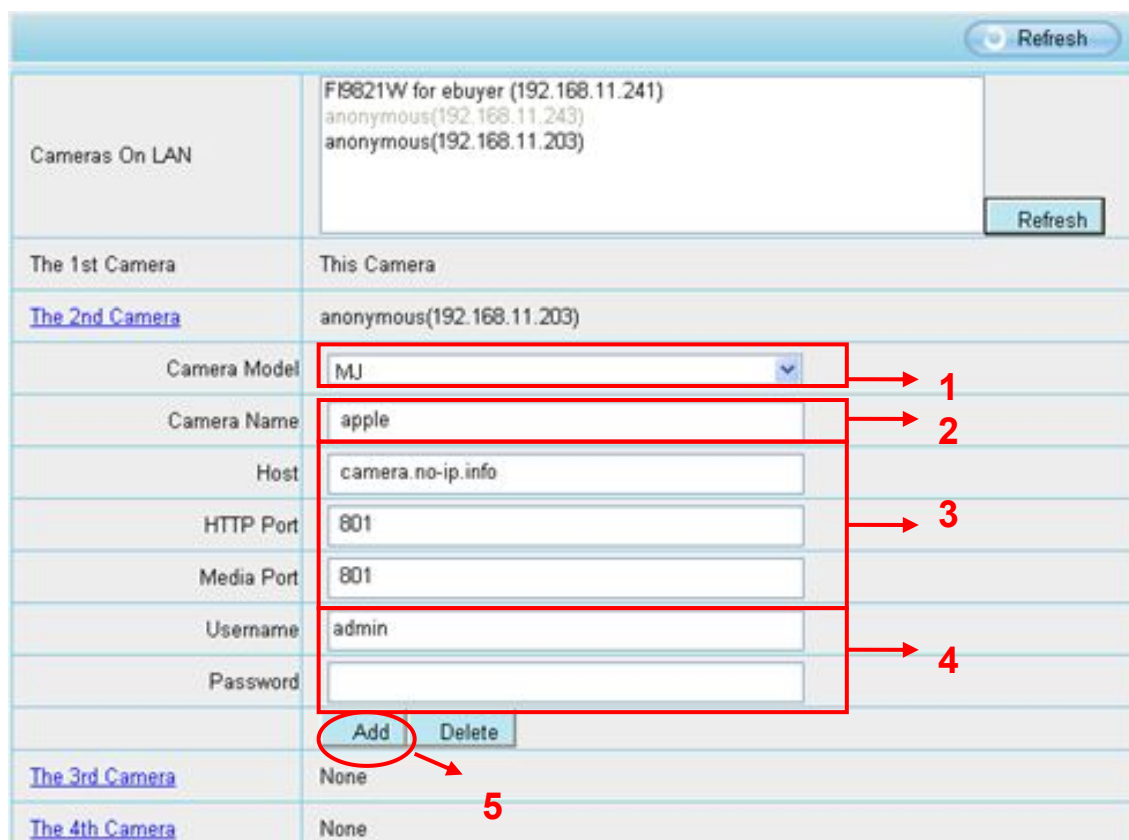 Refresh
Cameras On LAN
FI9821W for ebuyer (192.168.11.241)
anonymous(192.168.11.243)
anonymous(192.168.11.203)
Refresh
The 1st Camera
This Camera
The 2nd Camera
anonymous(192.168.11.203)
Camera Model
MJ
1
Camera Name
apple
2
Host
camera.no-ip.info
HTTP Port
801
3
Media Port
801
Username
admin
4
Password
Add
Delete
The 3rd Camera
None
5
The 4th Camera
None